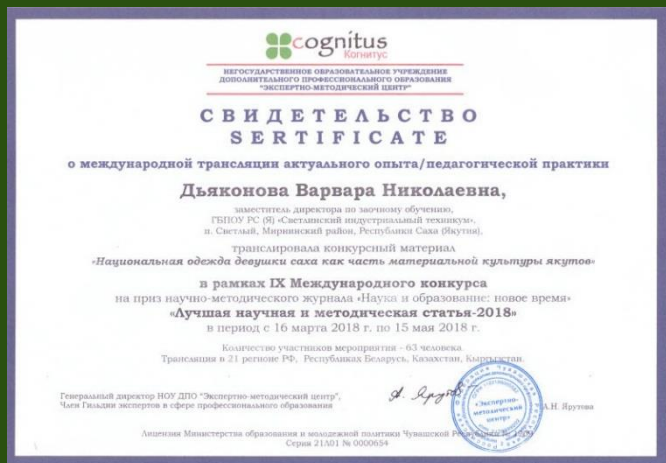 cognitus
Когнитус
НЕГОСУДАРСТВЕННОЕ ОБРАЗОВАТЕЛЬНОЕ УЧРЕЖДЕНИЕ
ДОПОЛНИТЕЛЬНОГО ПРОФЕССИОНАЛЬНОГО ОБРАЗОВАНИЯ
"ЭКСПЕРТНО-МЕТОДИЧЕСКИЙ ЦЕНТР"
СВИДЕТЕЛЬСТВО
SERTIFICATE
о международной трансляции актуального опыта/педагогической практики
Дьяконова Варвара Николаевна,
заместитель директора по заочному обучению,
ГБПОУ РС (Я) «Светлинский индустриальный техникум»,
п. Светлый, Мирнинский район, Республики Саха (Якутия),
транслировала конкурсный материал
«Национальная одежда девушки саха как часть материальной культуры якутов»
в рамках IX Международного конкурса
на приз научно-методического журнала «Наука и образование: новое время»
«Лучшая научная и методическая статья-2018»
в период с 16 марта 2018 г. по 15 мая 2018 г.
Количество участников мероприятия - 63 человека.
Трансляция в 21 регионе РФ, Республиках Беларусь, Казахстан, Кыргызстан.
Генеральный директор НОУ ДПО "Экспертно-методический центр",
Член Гильдии экспертов в сфере профессионального образования
А.Н. Ярутова
«Экспертно-
методический
центр»
Лицензия Министерства образования и молодежной политики Чувашской
Серия 21А01 № 0000654